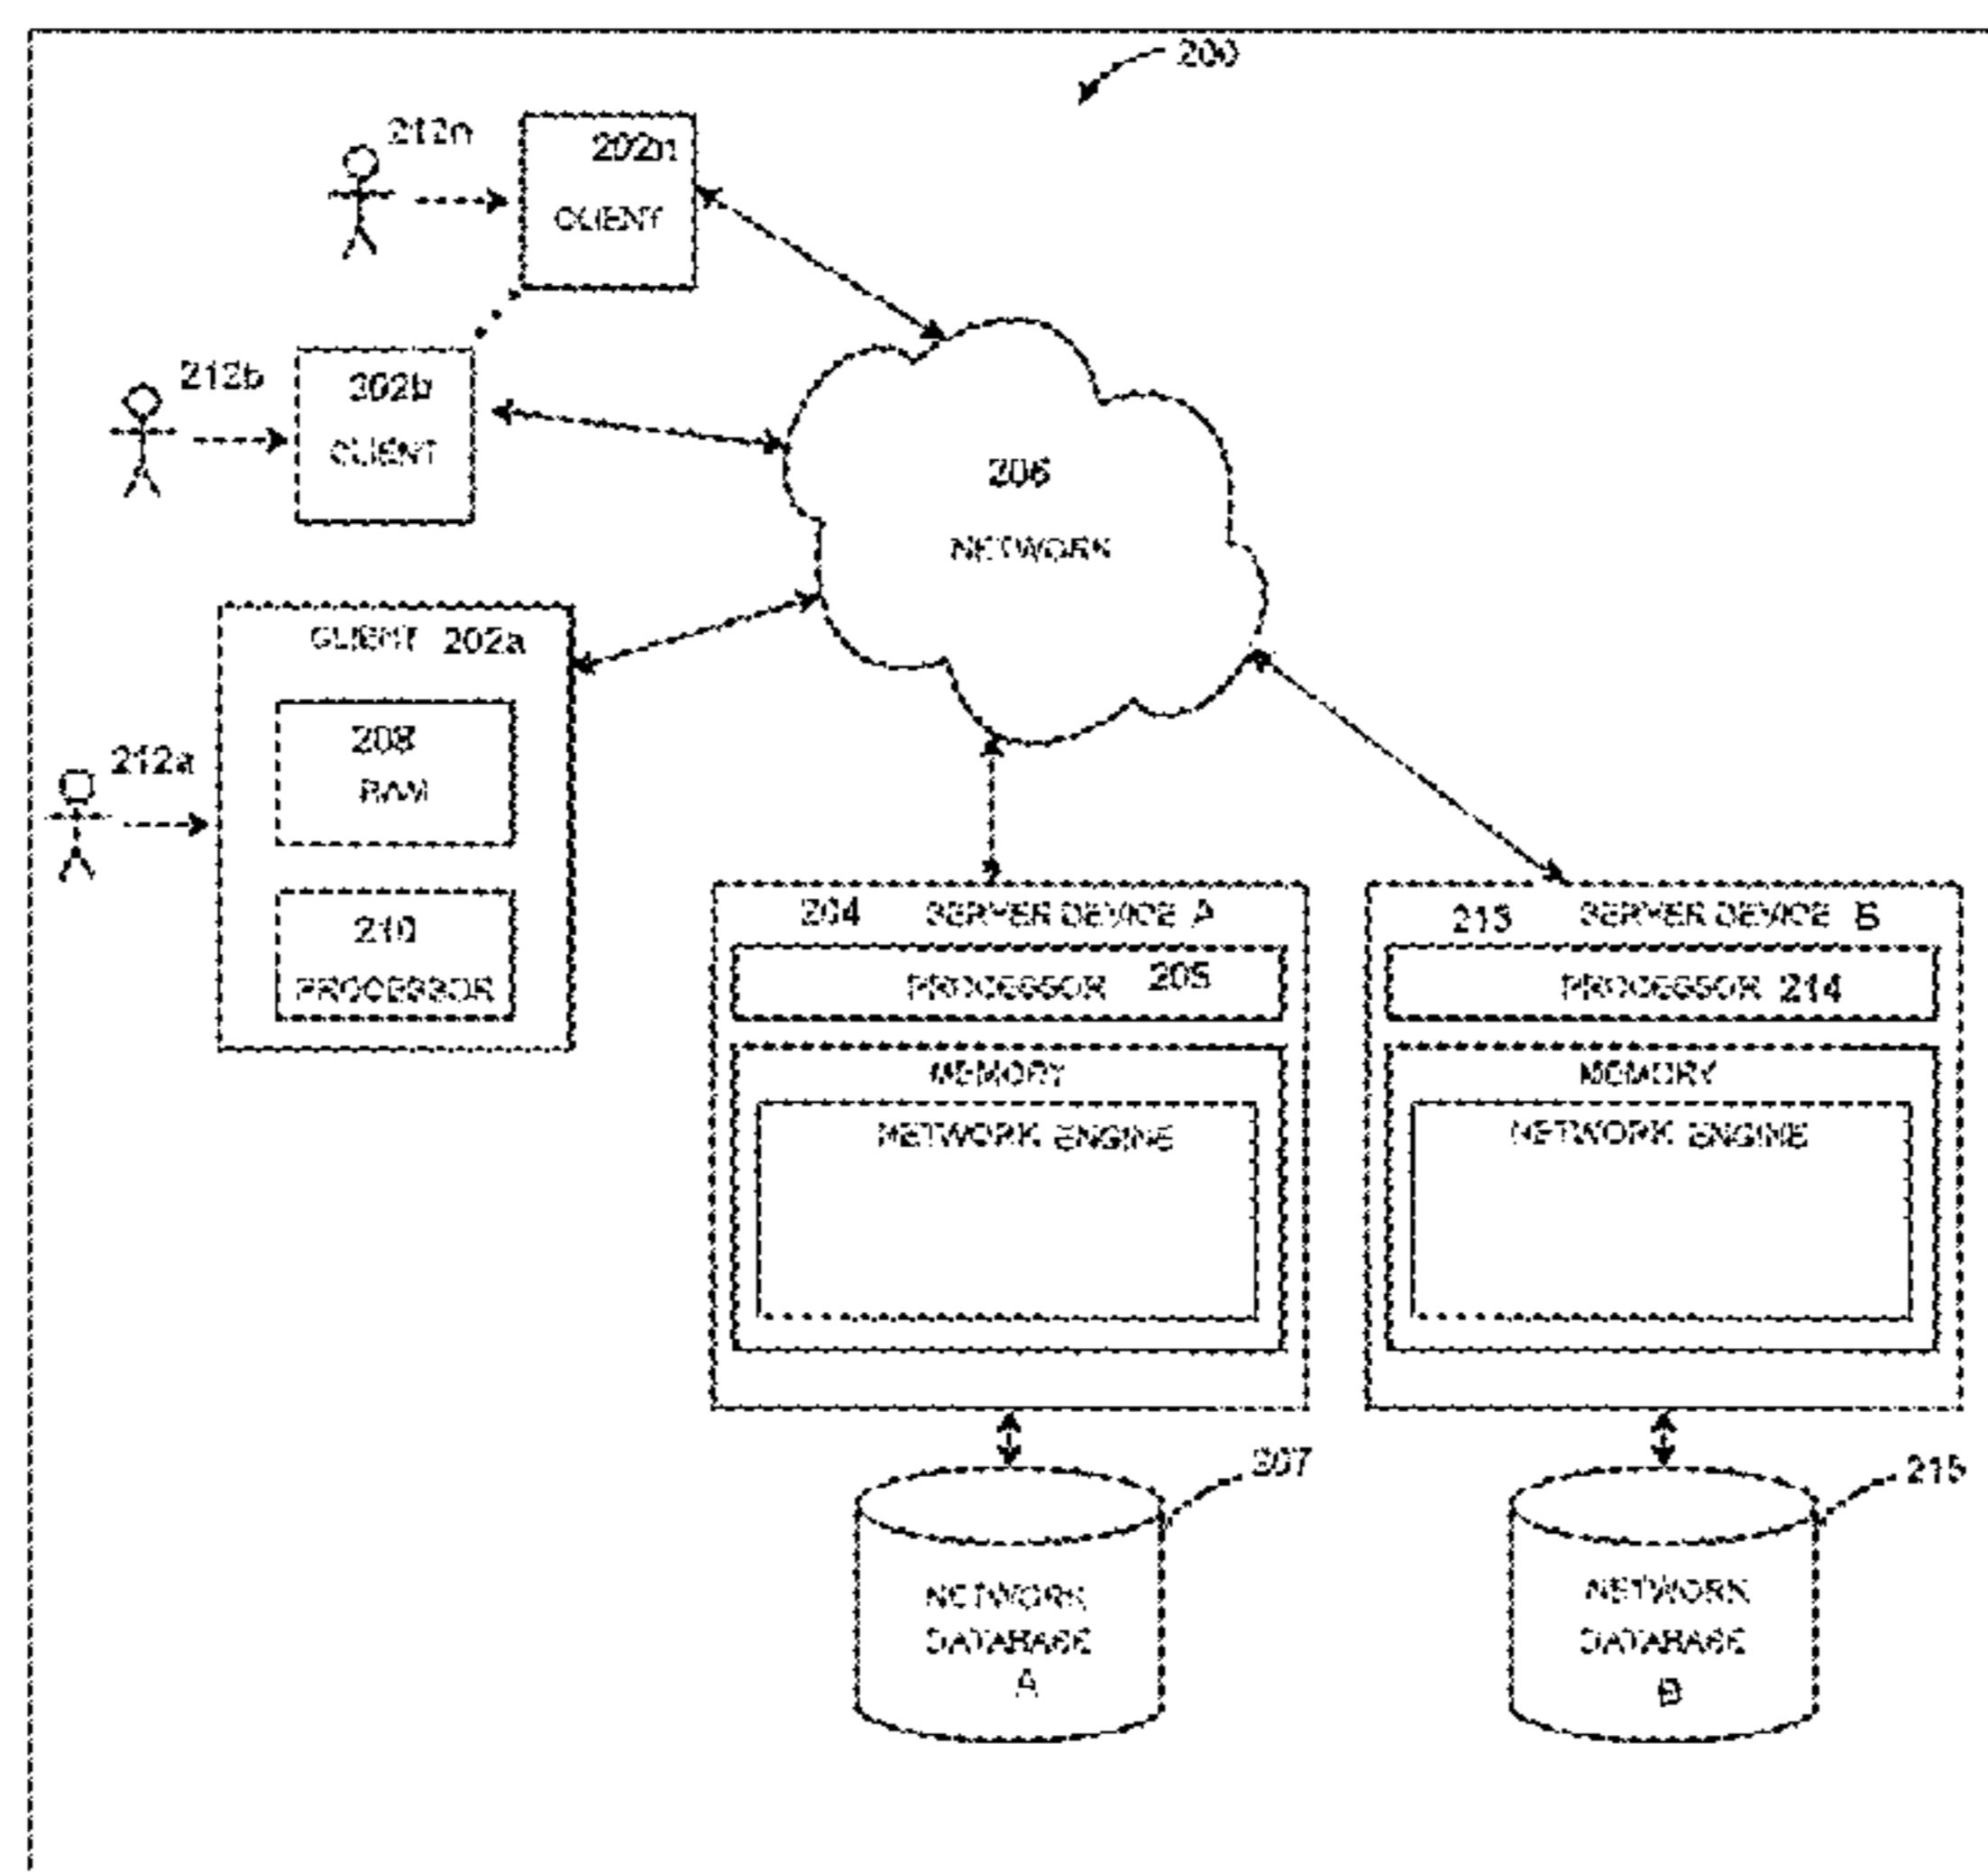 200
212n
202n
CLIENT
212b
202b
CLIENT
206
NETWORK
CLIENT 202a
208
RAM
212a
210
PROCESSOR
204 SERVER DEVICE A
PROCESSOR 205
MEMORY
NETWORK ENGINE
213 SERVER DEVICE B
PROCESSOR 214
MEMORY
NETWORK ENGINE
207
NETWORK
DATABASE
A
215
NETWORK
DATABASE
B